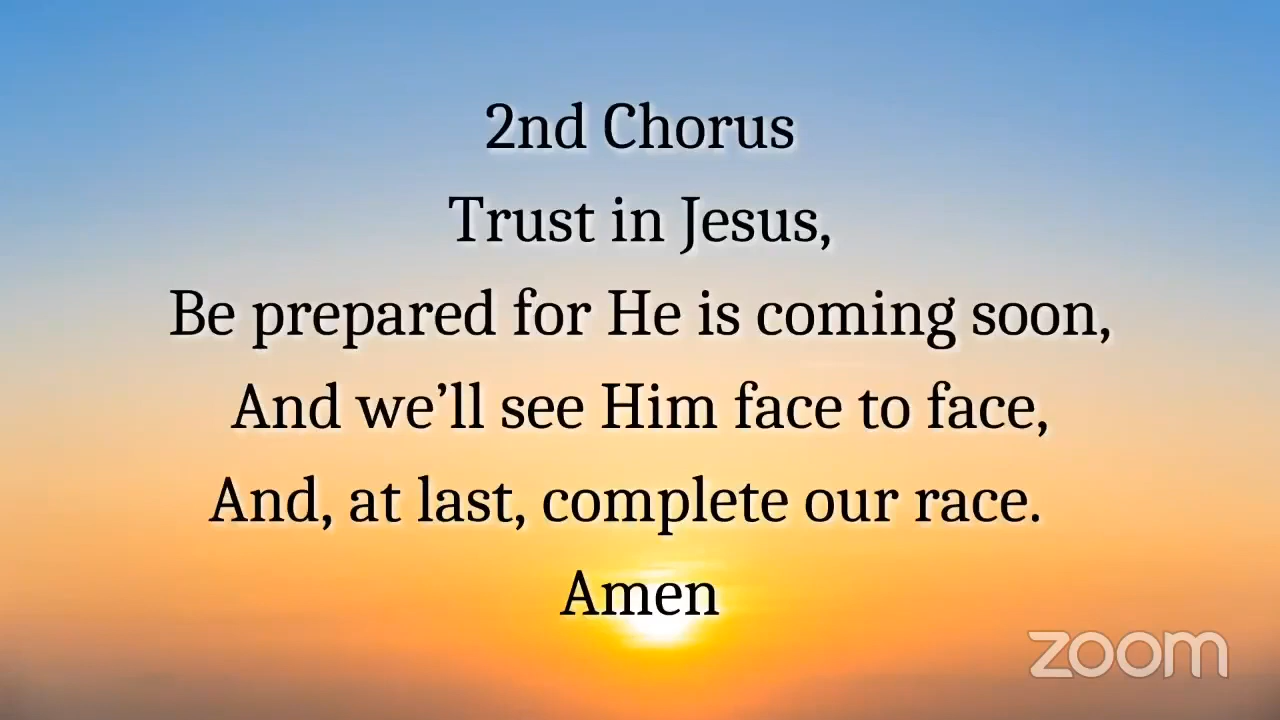 2nd Chorus
Trust in Jesus,
Be prepared for He is coming soon,
And we’ll see Him face to face,
And, at last, complete our race.
Amen
zoom